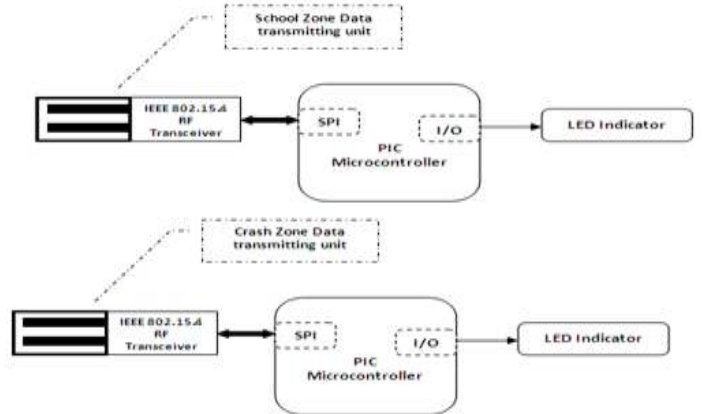 School Zone Data
transmitting unit
IEEE 802.15.4
RF
Transceiver
SPI
I/O
PIC
Microcontroller
LED Indicator
Crash Zone Data
transmitting unit
IEEE 802.15.4
RF
Transceiver
SPI
I/O
PIC
Microcontroller
LED Indicator